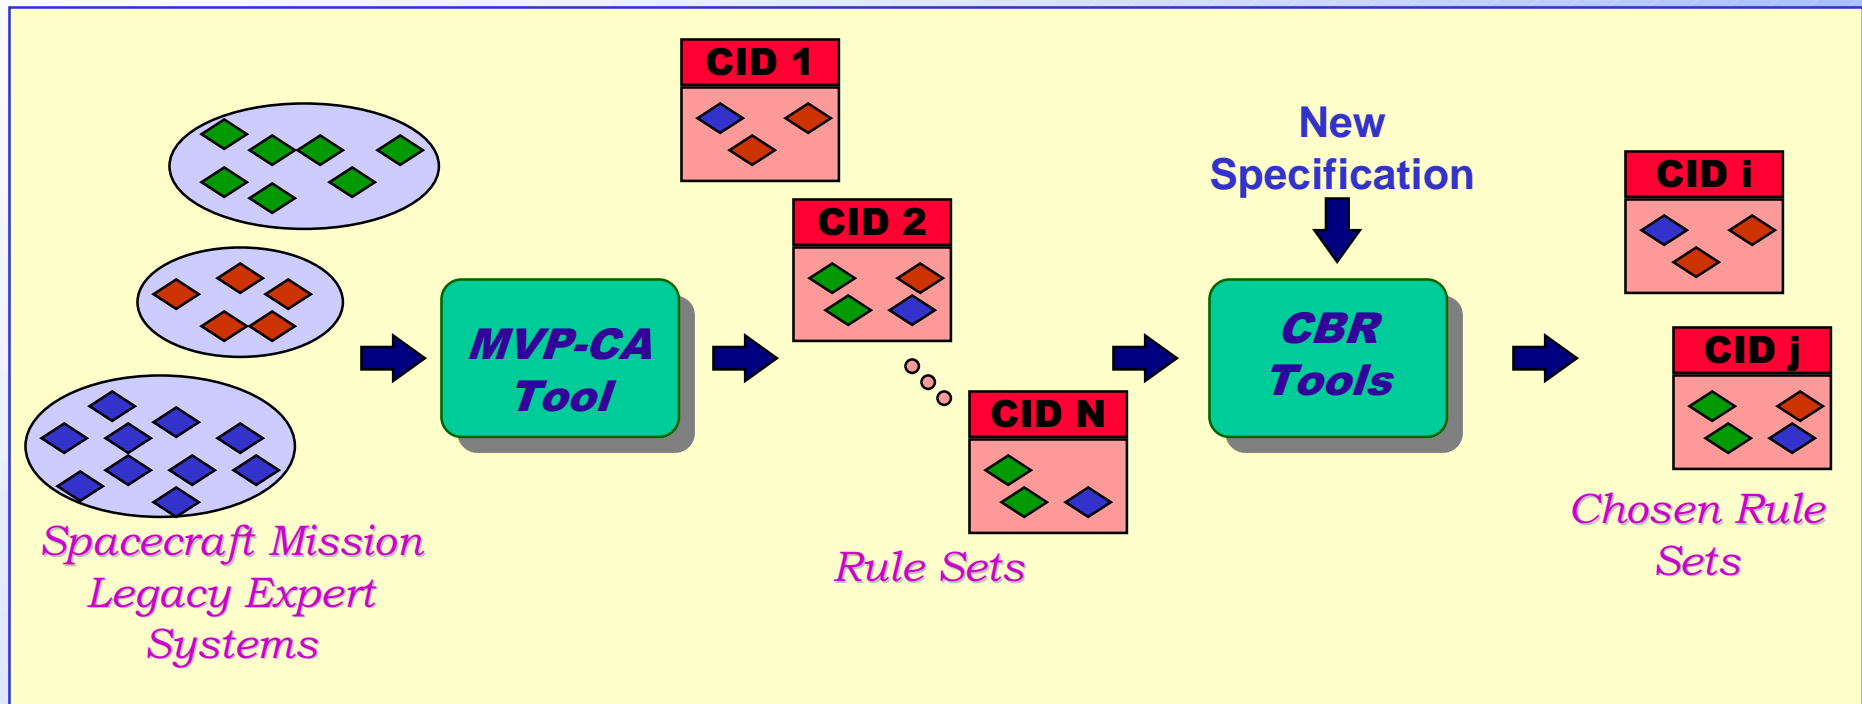 Spacecraft Mission
Legacy Expert
Systems
MVP-CA
Tool
CID 1
CID 2
CID N
Rule Sets
New
Specification
CBR
Tools
CID i
CID j
Chosen Rule
Sets